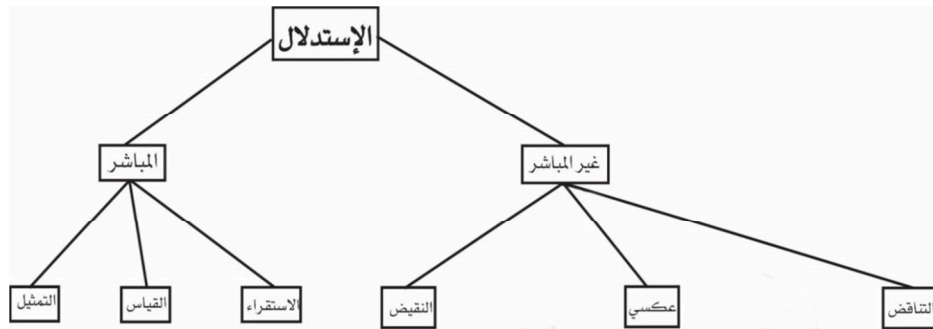 الإستدلال
غير المباشر
المباشر
التناقض
عكسي
النقيض
الاستقراء
القياس
التمثيل